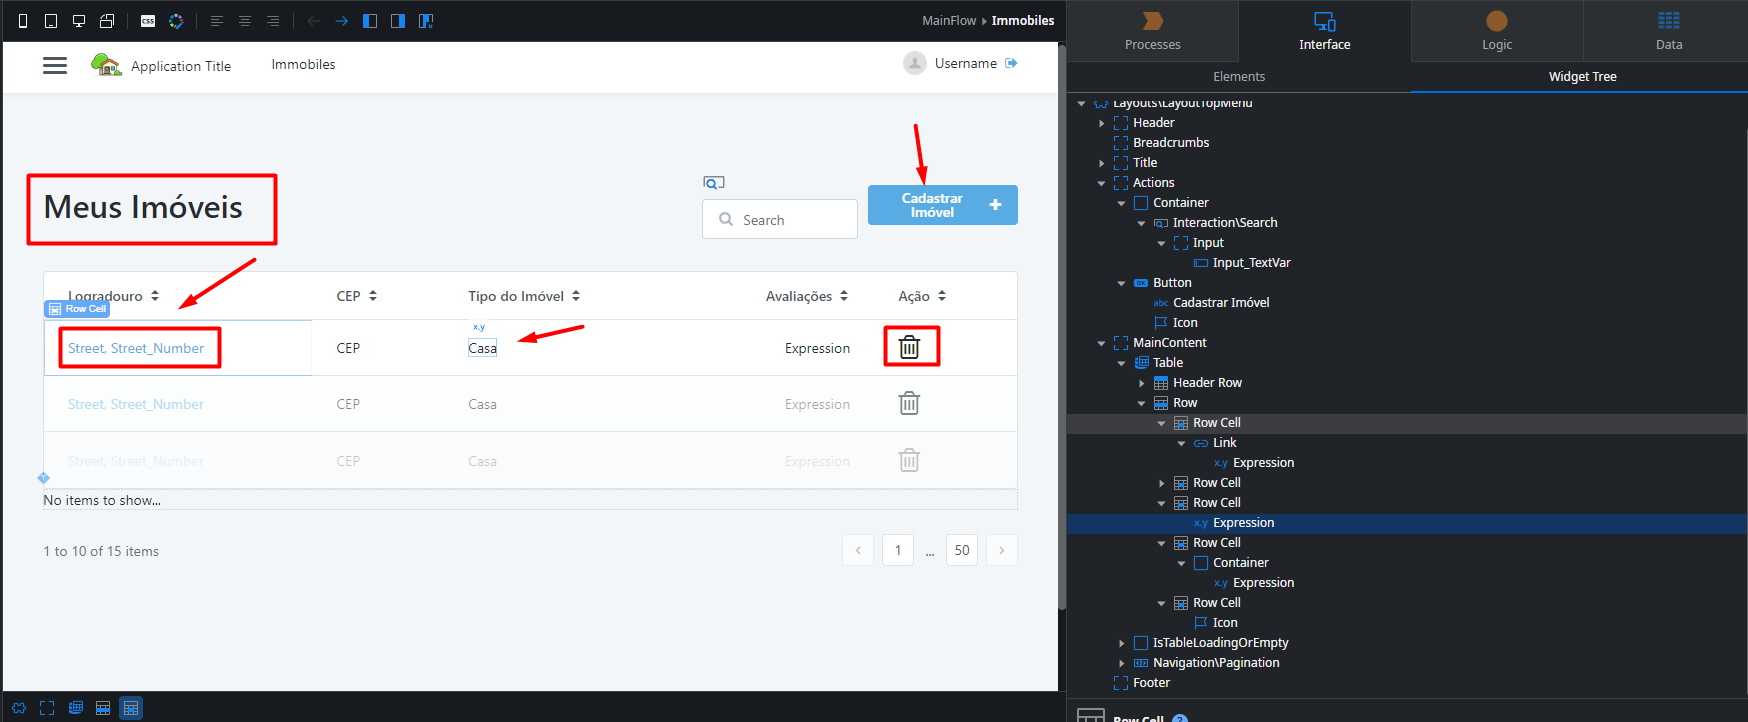 css
MainFlow ▸ Immobiles
Processes
Interface
Logic
Data
Elements
Widget Tree
Application Title
Immobiles
Username
Meus Imóveis
Search
Cadastrar
Imóvel
Logradouro
CEP
Tipo do Imóvel
Avaliações
Ação
Row Cell
x.y
Street, Street_Number
CEP
Casa
Expression
Street, Street_Number
CEP
Casa
Expression
Street, Street_Number
CEP
Casa
Expression
No items to show...
1 to 10 of 15 items
1
...
50
Layouts\LayoutTopMenu
Header
Breadcrumbs
Title
Actions
Container
Interaction\Search
Input
Input_TextVar
OK Button
abc Cadastrar Imóvel
Icon
MainContent
Table
Header Row
Row
Row Cell
Link
x.y Expression
Row Cell
Row Cell
x.y Expression
Row Cell
Container
x.y Expression
Row Cell
Icon
IsTableLoadingOrEmpty
Navigation\Pagination
Footer
Row Cell ?